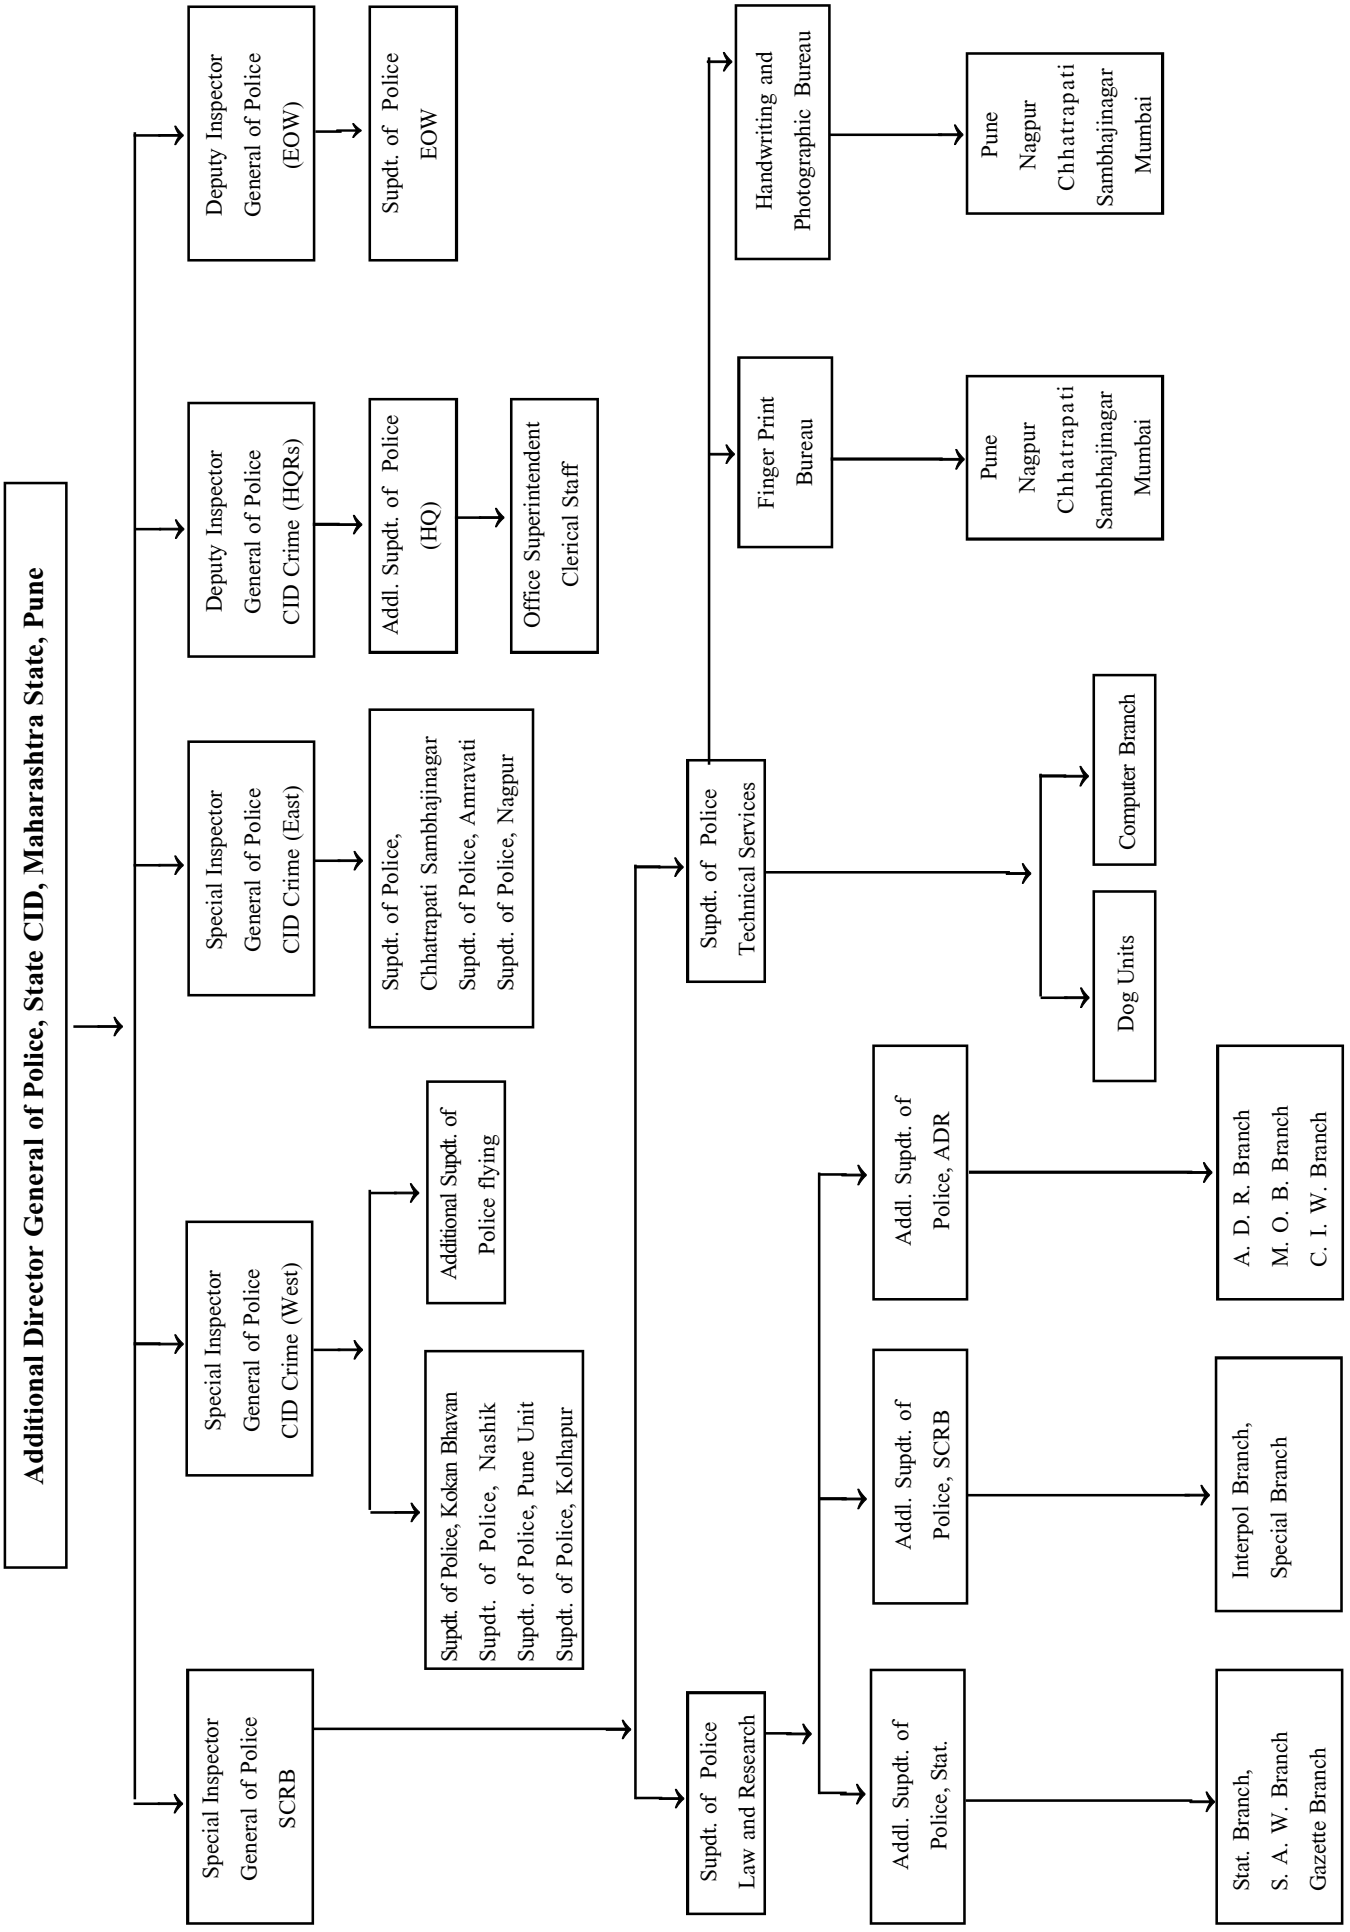 Additional Director General of Police, State CID, Maharashtra State, Pune
Special Inspector
General of Police
SCRB
Special Inspector
General of Police
CID Crime (West)
Special Inspector
General of Police
CID Crime (East)
Deputy Inspector
General of Police
CID Crime (HQRs)
Deputy Inspector
General of Police
(EOW)
Supdt. of Police, Kokan Bhavan
Supdt. of Police, Nashik
Supdt. of Police, Pune Unit
Supdt. of Police, Kolhapur
Additional Supdt. of
Police flying
Supdt. of Police,
Chhatrapati Sambhajinagar
Supdt. of Police, Amravati
Supdt. of Police, Nagpur
Addl. Supdt. of Police
(HQ)
Office Superintendent
Clerical Staff
Supdt. of Police
EOW
Supdt. of Police
Law and Research
Supdt. of Police
Technical Services
Finger Print
Bureau
Handwriting and
Photographic Bureau
Addl. Supdt. of
Police, Stat.
Addl. Supdt. of
Police, SCRB
Addl. Supdt. of
Police, ADR
Dog Units
Computer Branch
Pune
Nagpur
Chhatrapati
Sambhajinagar
Mumbai
Pune
Nagpur
Chhatrapati
Sambhajinagar
Mumbai
Stat. Branch,
S. A. W. Branch
Gazette Branch
Interpol Branch,
Special Branch
A. D. R. Branch
M. O. B. Branch
C. I. W. Branch